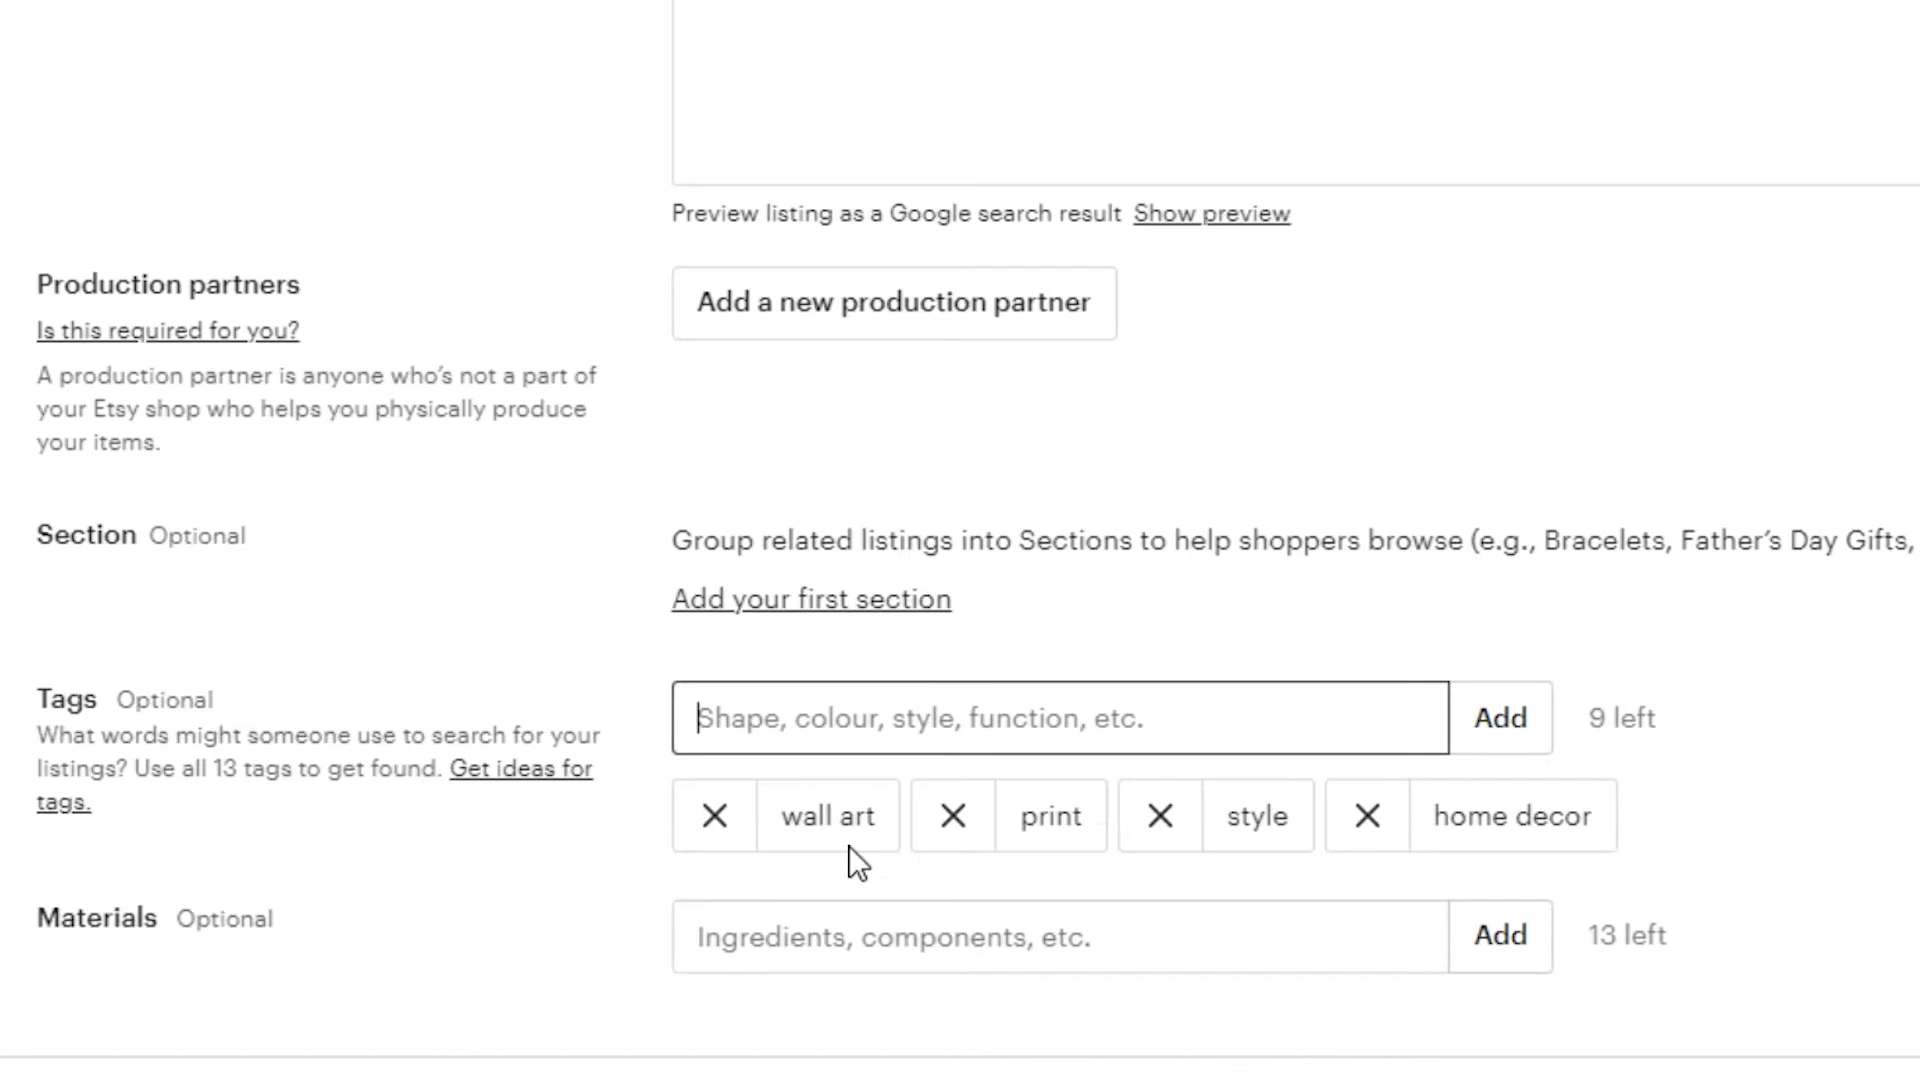 Preview listing as a Google search result Show preview
Production partners
Add a new production partner
Is this required for you?
A production partner is anyone who's not a part of
your Etsy shop who helps you physically produce
your items.
Section Optional
Group related listings into Sections to help shoppers browse (e.g., Bracelets, Father's Day Gifts,
Add your first section
Tags Optional
What words might someone use to search for your
listings? Use all 13 tags to get found. Get ideas for
tags.
Shape, colour, style, function, etc. Add 9 left
wall art print style home decor
Materials Optional
Ingredients, components, etc. Add 13 left